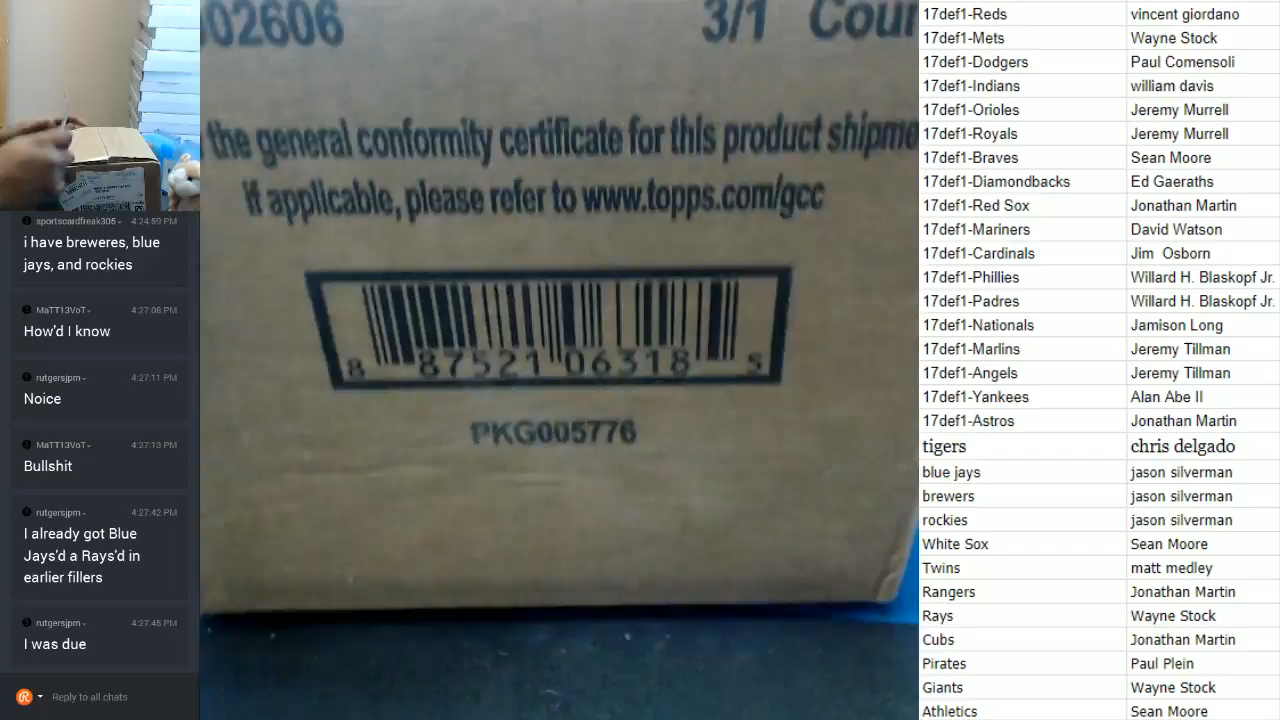 02606 3/1 Coun
the general conformity certificate for this product shipme
if applicable, please refer to www.topps.com/gcc
8 87521 06318 5
PKG005776
sportscardfreak305 4:24:59 PM
i have breweres, blue
jays, and rockies
MaTT13VoT 4:27:08 PM
How'd I know
rutgersjpm 4:27:11 PM
Noice
MaTT13VoT 4:27:13 PM
Bullshit
rutgersjpm 4:27:42 PM
I already got Blue
Jays'd a Rays'd in
earlier fillers
rutgersjpm 4:27:45 PM
I was due
Reply to all chats
17def1-Reds vincent giordano
17def1-Mets Wayne Stock
17def1-Dodgers Paul Comensoli
17def1-Indians william davis
17def1-Orioles Jeremy Murrell
17def1-Royals Jeremy Murrell
17def1-Braves Sean Moore
17def1-Diamondbacks Ed Gaeraths
17def1-Red Sox Jonathan Martin
17def1-Mariners David Watson
17def1-Cardinals Jim Osborn
17def1-Phillies Willard H. Blaskopf Jr.
17def1-Padres Willard H. Blaskopf Jr.
17def1-Nationals Jamison Long
17def1-Marlins Jeremy Tillman
17def1-Angels Jeremy Tillman
17def1-Yankees Alan Abe II
17def1-Astros Jonathan Martin
tigers chris delgado
blue jays jason silverman
brewers jason silverman
rockies jason silverman
White Sox Sean Moore
Twins matt medley
Rangers Jonathan Martin
Rays Wayne Stock
Cubs Jonathan Martin
Pirates Paul Plein
Giants Wayne Stock
Athletics Sean Moore